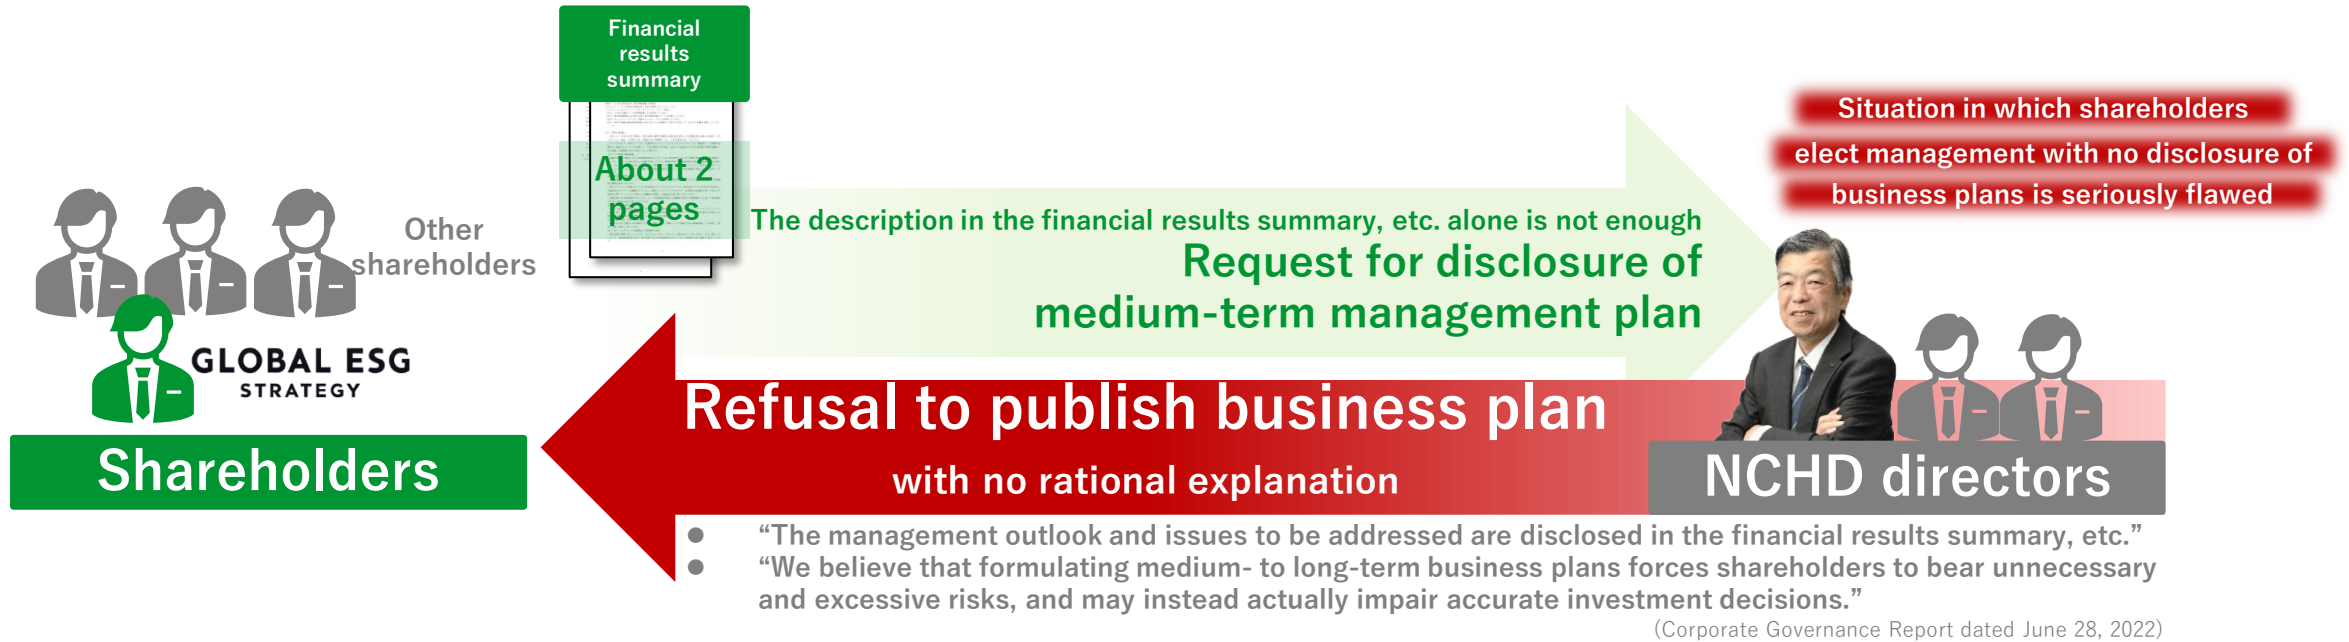 Financial
results
summary
About 2
pages
Situation in which shareholders
elect management with no disclosure of
business plans is seriously flawed
Other
shareholders
The description in the financial results summary, etc. alone is not enough
Request for disclosure of
medium-term management plan
GLOBAL ESG
STRATEGY
Shareholders
Refusal to publish business plan
with no rational explanation
NCHD directors
● “The management outlook and issues to be addressed are disclosed in the financial results summary, etc.”
● “We believe that formulating medium- to long-term business plans forces shareholders to bear unnecessary
and excessive risks, and may instead actually impair accurate investment decisions.”
(Corporate Governance Report dated June 28, 2022)